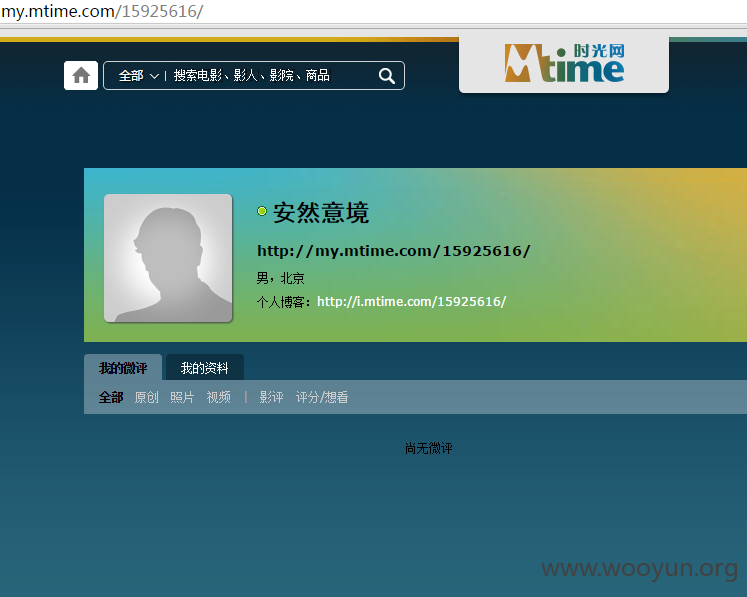 my.mtime.com/15925616/
全部 | 搜索电影、影人、影院、商品
时光网
Mtime
安然意境
http://my.mtime.com/15925616/
男，北京
个人博客：http://i.mtime.com/15925616/
我的微评 我的资料
全部 原创 照片 视频 | 影评 评分/想看
尚无微评
www.wooyun.org